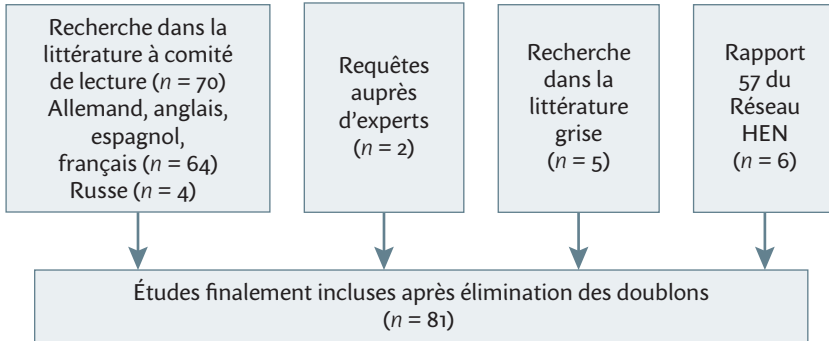 Recherche dans la
littérature à comité
de lecture (n = 70)
Allemand, anglais,
espagnol,
français (n = 64)
Russe (n = 4)
Requêtes
auprès
d’experts
(n = 2)
Recherche
dans la
littérature
grise
(n = 5)
Rapport
57 du
Réseau
HEN
(n = 6)
Études finalement incluses après élimination des doublons
(n = 81)